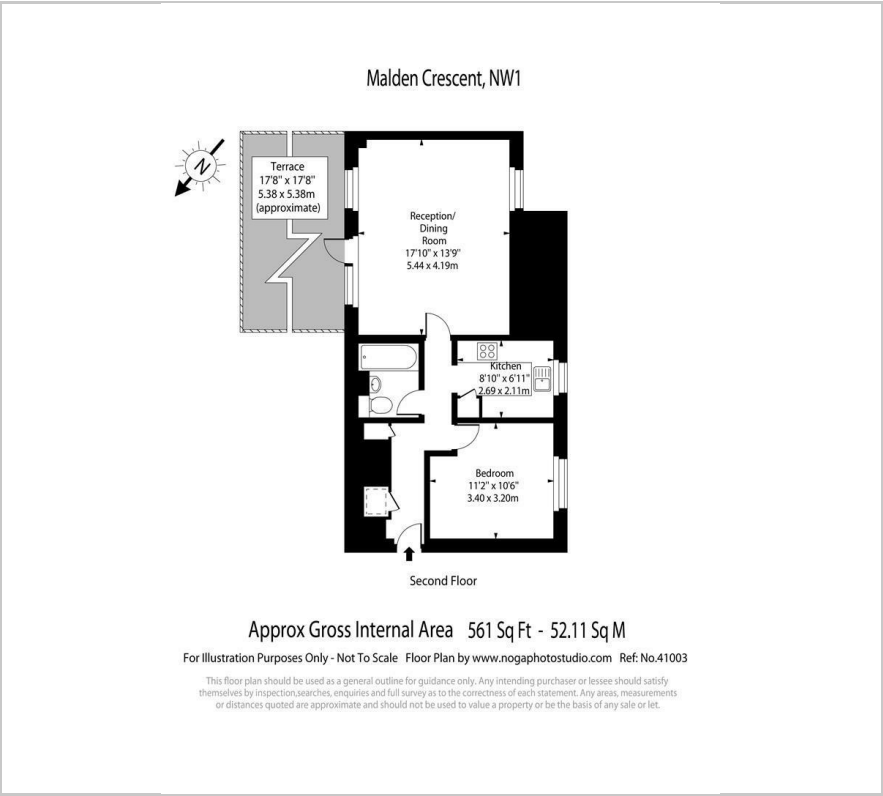 Malden Crescent, NW1
N
Terrace
17'8" x 17'8"
5.38 x 5.38m
(approximate)
Reception/
Dining
Room
17'10" x 13'9"
5.44 x 4.19m
Kitchen
8'10" x 6'11"
2.69 x 2.11m
Bedroom
11'2" x 10'6"
3.40 x 3.20m
Second Floor
Approx Gross Internal Area 561 Sq Ft - 52.11 Sq M
For Illustration Purposes Only - Not To Scale Floor Plan by www.nogaphotostudio.com Ref: No.41003
This floor plan should be used as a general outline for guidance only. Any intending purchaser or lessee should satisfy
themselves by inspection,searches, enquiries and full survey as to the correctness of each statement. Any areas, measurements
or distances quoted are approximate and should not be used to value a property or be the basis of any sale or let.